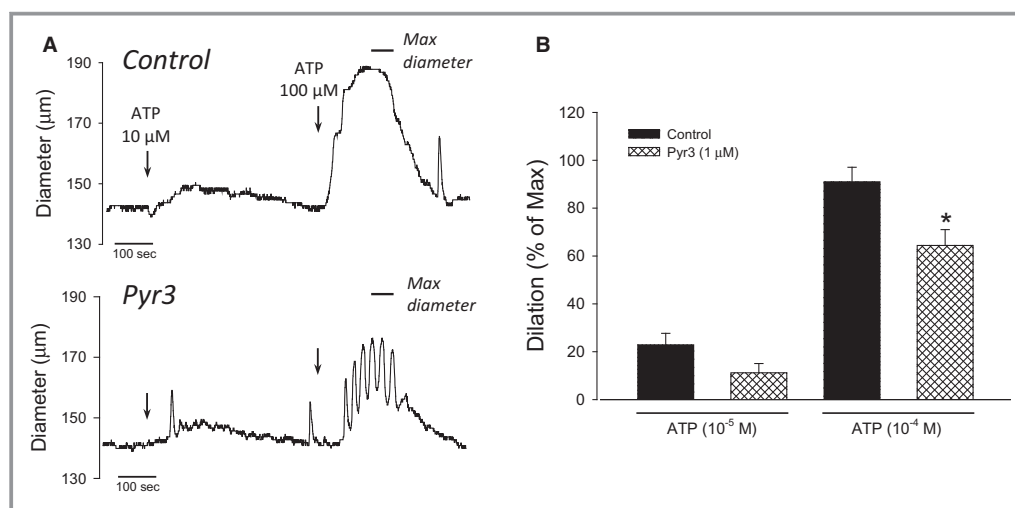 A
Control
Max
diameter
ATP
10 µM
ATP
100 µM
Diameter (µm)
190
170
150
130
100 sec
Pyr3
Max
diameter
Diameter (µm)
190
170
150
130
100 sec
B
Control
Pyr3 (1 µM)
Dilation (% of Max)
120
100
80
60
40
20
0
*
ATP (10⁻⁵ M)
ATP (10⁻⁴ M)